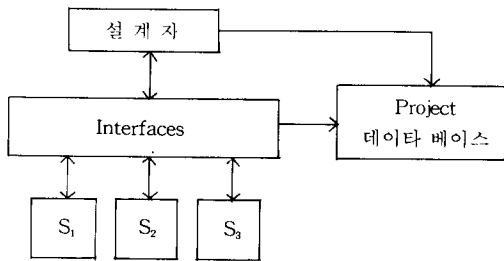 설 계 자
Interfaces
Project
데이타 베이스
S₁
S₂
S₃